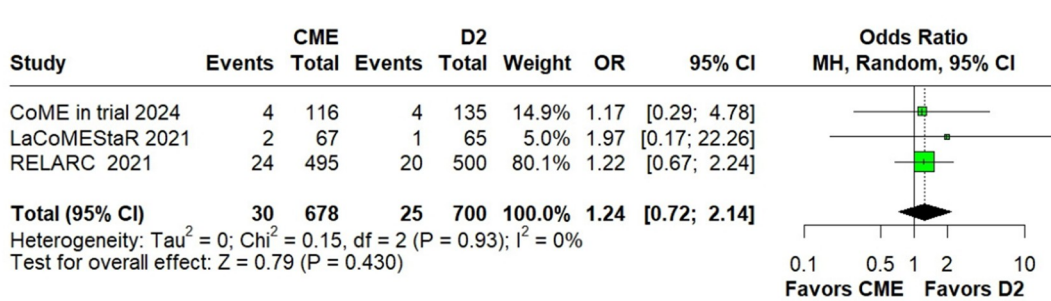 CME D2 Odds Ratio
Study Events Total Events Total Weight OR 95% CI MH, Random, 95% CI
CoME in trial 2024 4 116 4 135 14.9% 1.17 [0.29; 4.78]
LaCoMEStaR 2021 2 67 1 65 5.0% 1.97 [0.17; 22.26]
RELARC 2021 24 495 20 500 80.1% 1.22 [0.67; 2.24]
Total (95% CI) 30 678 25 700 100.0% 1.24 [0.72; 2.14]
Heterogeneity: Tau² = 0; Chi² = 0.15, df = 2 (P = 0.93); I² = 0%
Test for overall effect: Z = 0.79 (P = 0.430)
0.1 0.5 1 2 10
Favors CME Favors D2